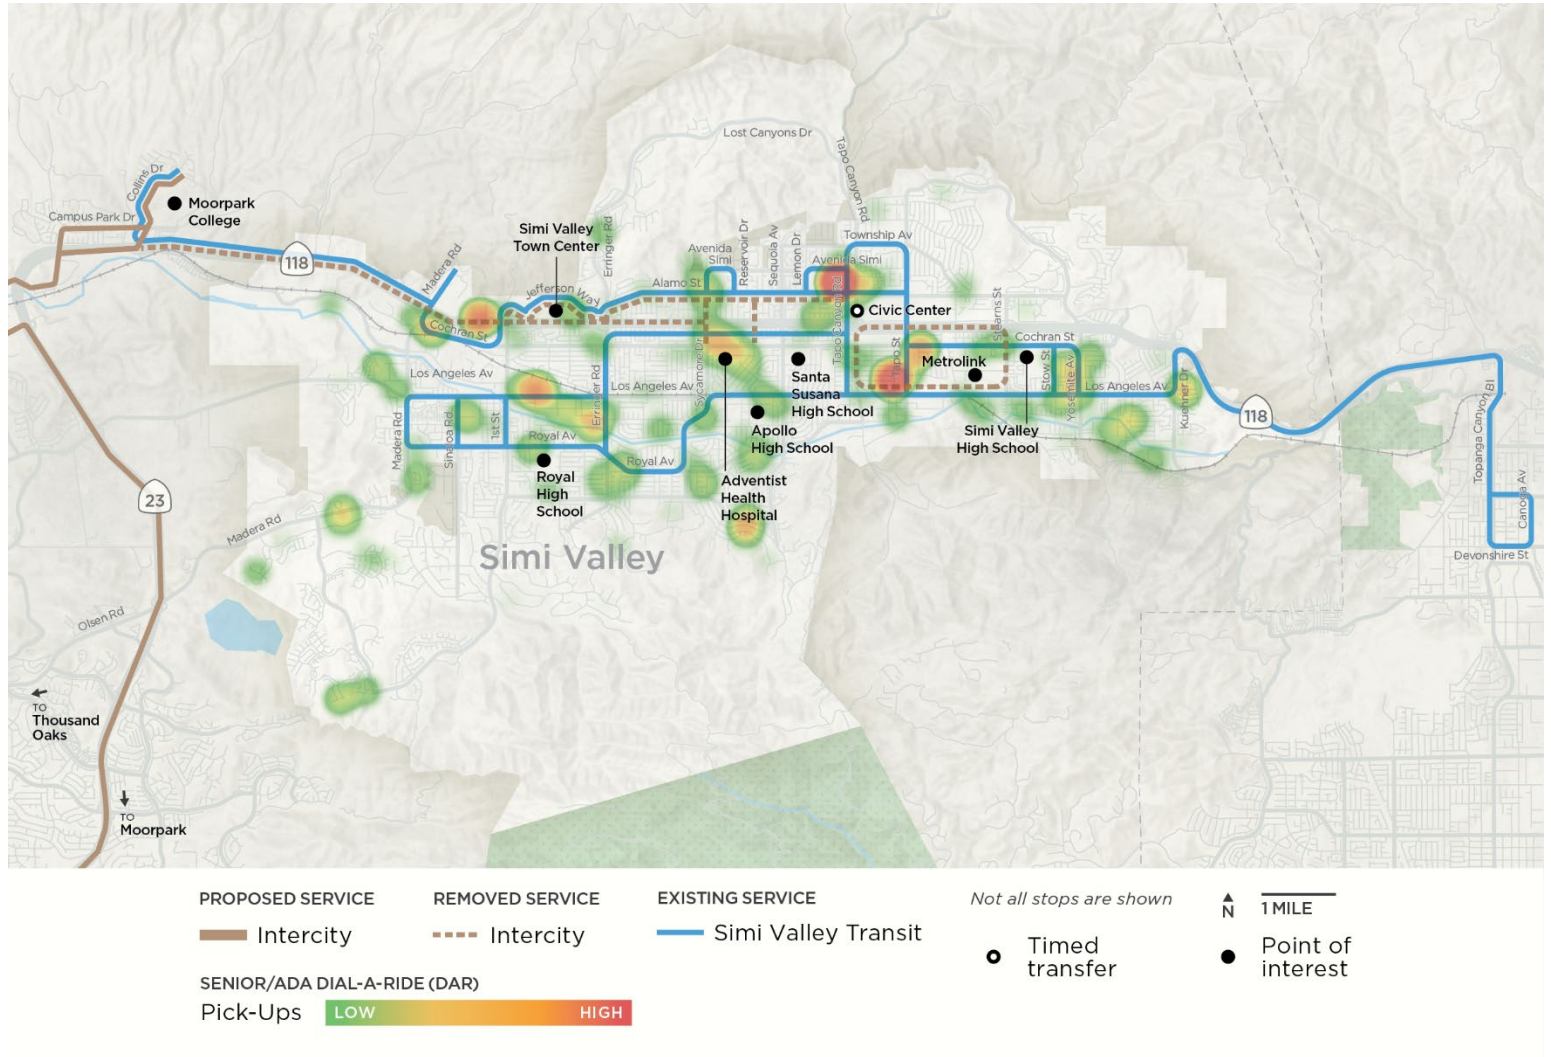 Lost Canyons Dr
Tapo Canyon Rd
Collins Dr
Moorpark
College
Campus Park Dr
Simi Valley
Town Center
Erringer Rd
Avenida
Simi
Reservoir Dr
Sequoia Av
Lemon Dr
Township Av
Avenida Simi
118
Madera Rd
Jefferson Way
Alamo St
Civic Center
Stearns St
Cochran St
Tapo Canyon Rd
Tapo St
Cochran St
Metrolink
Stow St
Yosemite Av
Los Angeles Av
Los Angeles Av
Sycamore Dr
Santa
Susana
High School
Los Angeles Av
Kuehner Dr
118
Topanga Canyon Bl
Madera Rd
Sinaloa Rd
1st St
Erringer Rd
Royal Av
Royal Av
Apollo
High School
Simi Valley
High School
Royal
High
School
Adventist
Health
Hospital
23
Madera Rd
Simi Valley
Canoga Av
Devonshire St
Olsen Rd
TO
Thousand
Oaks
TO
Moorpark
PROPOSED SERVICE
Intercity
REMOVED SERVICE
Intercity
EXISTING SERVICE
Simi Valley Transit
Not all stops are shown
Timed
transfer
N
1 MILE
Point of
interest
SENIOR/ADA DIAL-A-RIDE (DAR)
Pick-Ups
LOW
HIGH